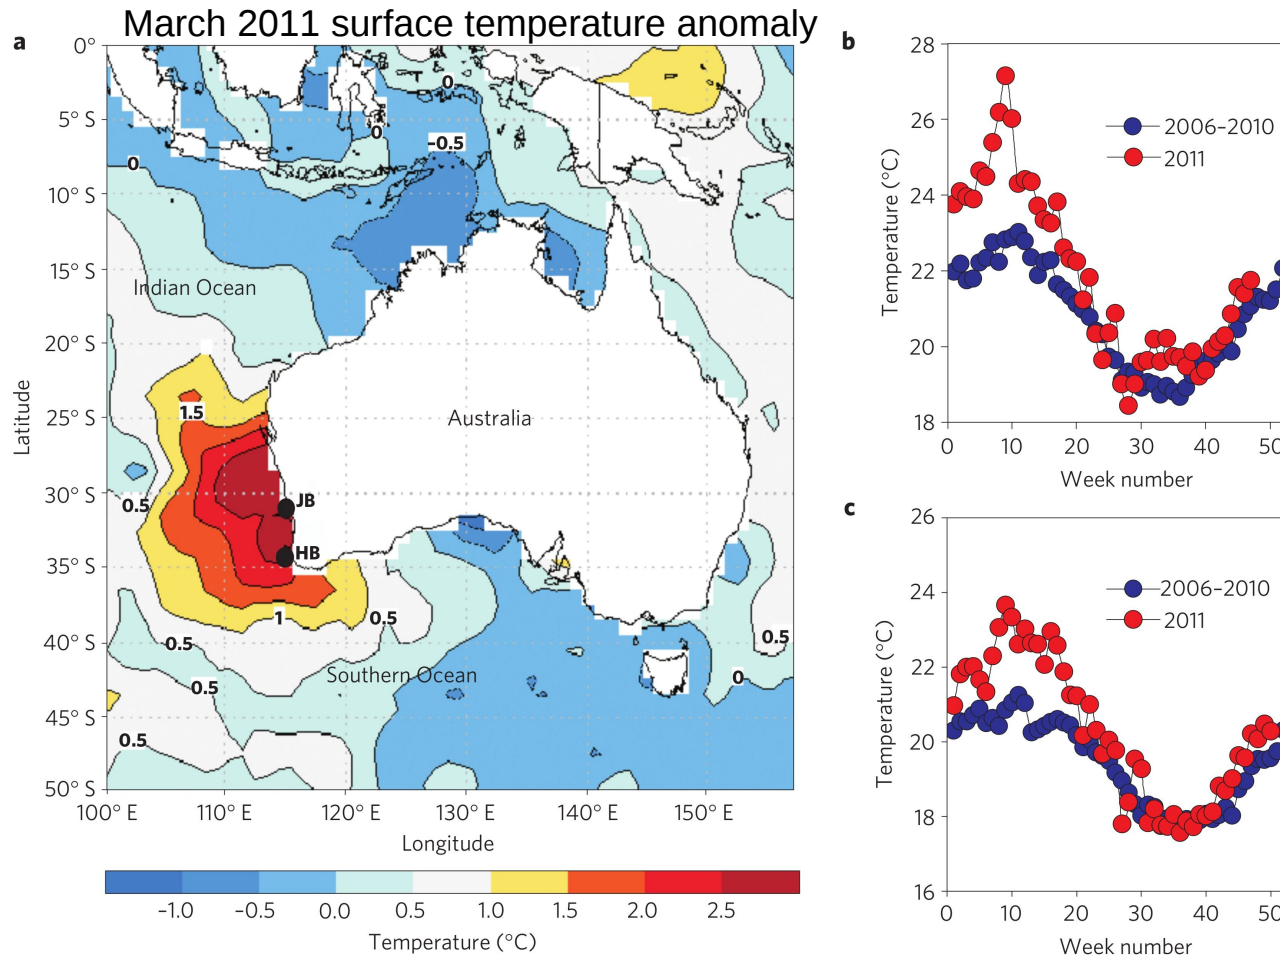 March 2011 surface temperature anomaly
a
0°
5° S
10° S
15° S
20° S
25° S
30° S
35° S
40° S
45° S
50° S
Latitude
0
0
-0.5
0
Indian Ocean
1.5
Australia
0.5
JB
HB
1
0.5
0.5
0.5
0.5
Southern Ocean
0
0.5
100° E
110° E
120° E
130° E
140° E
150° E
Longitude
-1.0
-0.5
0.0
0.5
1.0
1.5
2.0
2.5
Temperature (°C)
b
28
26
24
22
20
18
Temperature (°C)
2006–2010
2011
0
10
20
30
40
50
Week number
c
26
24
22
20
18
16
Temperature (°C)
2006–2010
2011
0
10
20
30
40
50
Week number